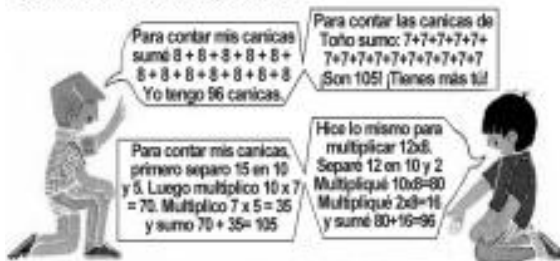 Para contar mis canicas
sumé 8 + 8 + 8 + 8 + 8 +
8 + 8 + 8 + 8 + 8 + 8 + 8
Yo tengo 96 canicas.
Para contar las canicas de
Toño sumo: 7+7+7+7+7+
7+7+7+7+7+7+7+7+7+7
¡Son 105! ¡Tienes más tú!
Para contar mis canicas,
primero separo 15 en 10
y 5. Luego multiplico 10 x 7
= 70. Multiplico 7 x 5 = 35
y sumo 70 + 35= 105
Hice lo mismo para
multiplicar 12x8.
Separé 12 en 10 y 2
Multipliqué 10x8=80
Multipliqué 2x8=16
y sumé 80+16=96